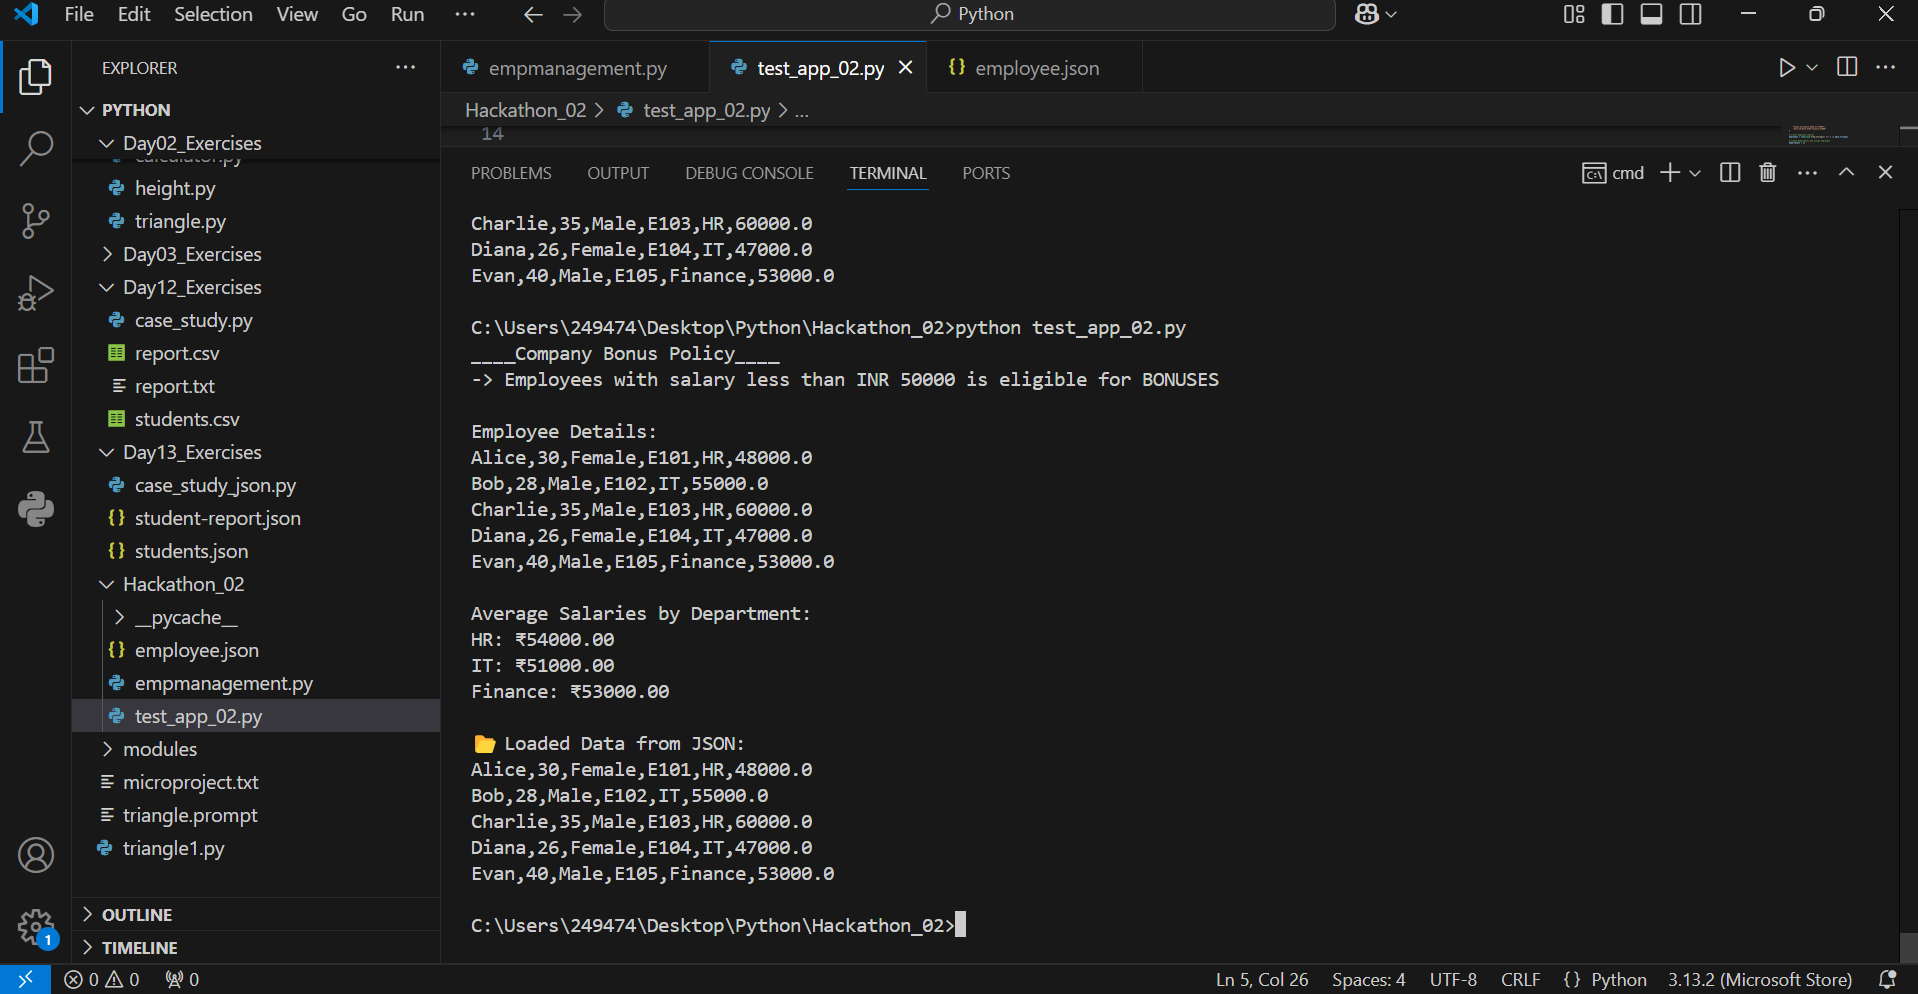 File Edit Selection View Go Run ... Python
EXPLORER ...
PYTHON
Day02_Exercises
calculator.py
height.py
triangle.py
Day03_Exercises
Day12_Exercises
case_study.py
report.csv
report.txt
students.csv
Day13_Exercises
case_study_json.py
student-report.json
students.json
Hackathon_02
__pycache__
employee.json
empmanagement.py
test_app_02.py
modules
microproject.txt
triangle.prompt
triangle1.py
OUTLINE
TIMELINE
empmanagement.py test_app_02.py employee.json
Hackathon_02 > test_app_02.py > ...
14
PROBLEMS OUTPUT DEBUG CONSOLE TERMINAL PORTS cmd
Charlie,35,Male,E103,HR,60000.0
Diana,26,Female,E104,IT,47000.0
Evan,40,Male,E105,Finance,53000.0
C:\Users\249474\Desktop\Python\Hackathon_02>python test_app_02.py
____Company Bonus Policy____
-> Employees with salary less than INR 50000 is eligible for BONUSES
Employee Details:
Alice,30,Female,E101,HR,48000.0
Bob,28,Male,E102,IT,55000.0
Charlie,35,Male,E103,HR,60000.0
Diana,26,Female,E104,IT,47000.0
Evan,40,Male,E105,Finance,53000.0
Average Salaries by Department:
HR: ₹54000.00
IT: ₹51000.00
Finance: ₹53000.00
📂 Loaded Data from JSON:
Alice,30,Female,E101,HR,48000.0
Bob,28,Male,E102,IT,55000.0
Charlie,35,Male,E103,HR,60000.0
Diana,26,Female,E104,IT,47000.0
Evan,40,Male,E105,Finance,53000.0
C:\Users\249474\Desktop\Python\Hackathon_02>
1
0 0 0 Ln 5, Col 26 Spaces: 4 UTF-8 CRLF {} Python 3.13.2 (Microsoft Store)